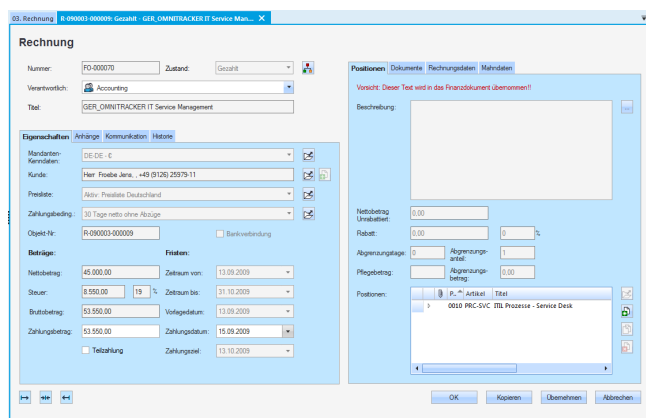 03. Rechnung R-090003-000009: Gezahlt - GER_OMNITRACKER IT Service Man...
Rechnung
Nummer: FO-000070 Zustand: Gezahlt
Verantwortlich: Accounting
Titel: GER_OMNITRACKER IT Service Management
Eigenschaften Anhänge Kommunikation Historie
Mandanten-
Kenndaten: DE-DE - €
Kunde: Herr Froebe Jens, , +49 (9126) 25979-11
Preisliste: Aktiv: Preisliste Deutschland
Zahlungsbeding.: 30 Tage netto ohne Abzüge
Objekt-Nr: R-090003-000009 Bankverbindung
Beträge: Fristen:
Nettobetrag: 45.000,00 Zeitraum von: 13.09.2009
Steuer: 8.550,00 19 % Zeitraum bis: 31.10.2009
Bruttobetrag: 53.550,00 Vorlagedatum: 13.09.2009
Zahlungsbetrag: 53.550,00 Zahlungsdatum: 15.09.2009
Teilzahlung Zahlungsziel: 13.10.2009
Positionen Dokumente Rechnungsdaten Mahndaten
Vorsicht: Dieser Text wird in das Finanzdokument übernommen!!
Beschreibung:
Nettobetrag
Unrabattiert: 0.00
Rabatt: 0.00 0 %
Abgrenzungstage: 0 Abgrenzungs-
anteil: 1
Pflegebetrag: Abgrenzungs-
betrag: 0,00
Positionen: P.. Artikel Titel
0010 PRC-SVC ITIL Prozesse - Service Desk
OK Kopieren Übernehmen Abbrechen